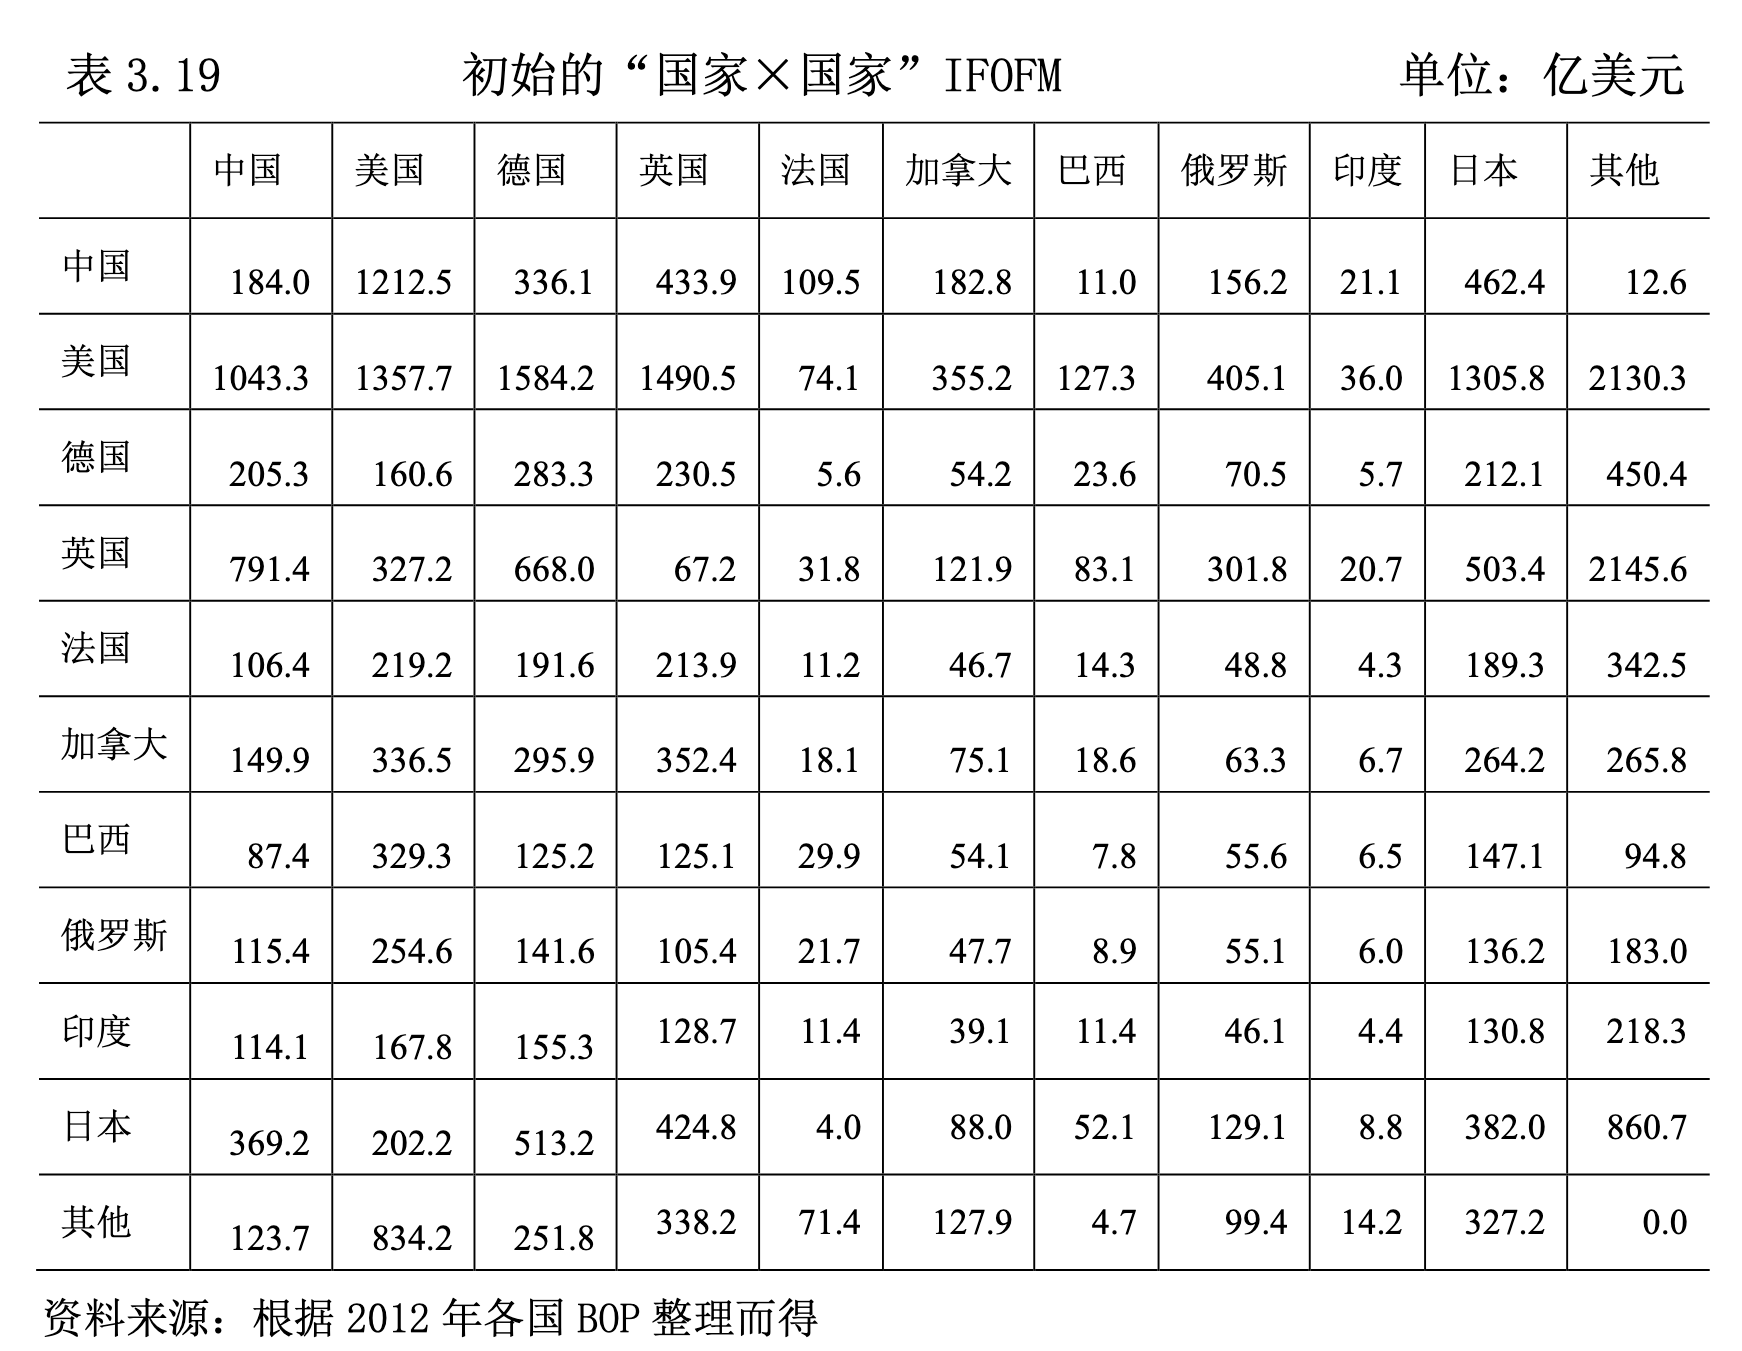 表 3.19 初始的“国家×国家”IFOFM 单位：亿美元
中国 美国 德国 英国 法国 加拿大 巴西 俄罗斯 印度 日本 其他
中国 184.0 1212.5 336.1 433.9 109.5 182.8 11.0 156.2 21.1 462.4 12.6
美国 1043.3 1357.7 1584.2 1490.5 74.1 355.2 127.3 405.1 36.0 1305.8 2130.3
德国 205.3 160.6 283.3 230.5 5.6 54.2 23.6 70.5 5.7 212.1 450.4
英国 791.4 327.2 668.0 67.2 31.8 121.9 83.1 301.8 20.7 503.4 2145.6
法国 106.4 219.2 191.6 213.9 11.2 46.7 14.3 48.8 4.3 189.3 342.5
加拿大 149.9 336.5 295.9 352.4 18.1 75.1 18.6 63.3 6.7 264.2 265.8
巴西 87.4 329.3 125.2 125.1 29.9 54.1 7.8 55.6 6.5 147.1 94.8
俄罗斯 115.4 254.6 141.6 105.4 21.7 47.7 8.9 55.1 6.0 136.2 183.0
印度 114.1 167.8 155.3 128.7 11.4 39.1 11.4 46.1 4.4 130.8 218.3
日本 369.2 202.2 513.2 424.8 4.0 88.0 52.1 129.1 8.8 382.0 860.7
其他 123.7 834.2 251.8 338.2 71.4 127.9 4.7 99.4 14.2 327.2 0.0
资料来源：根据 2012 年各国 BOP 整理而得